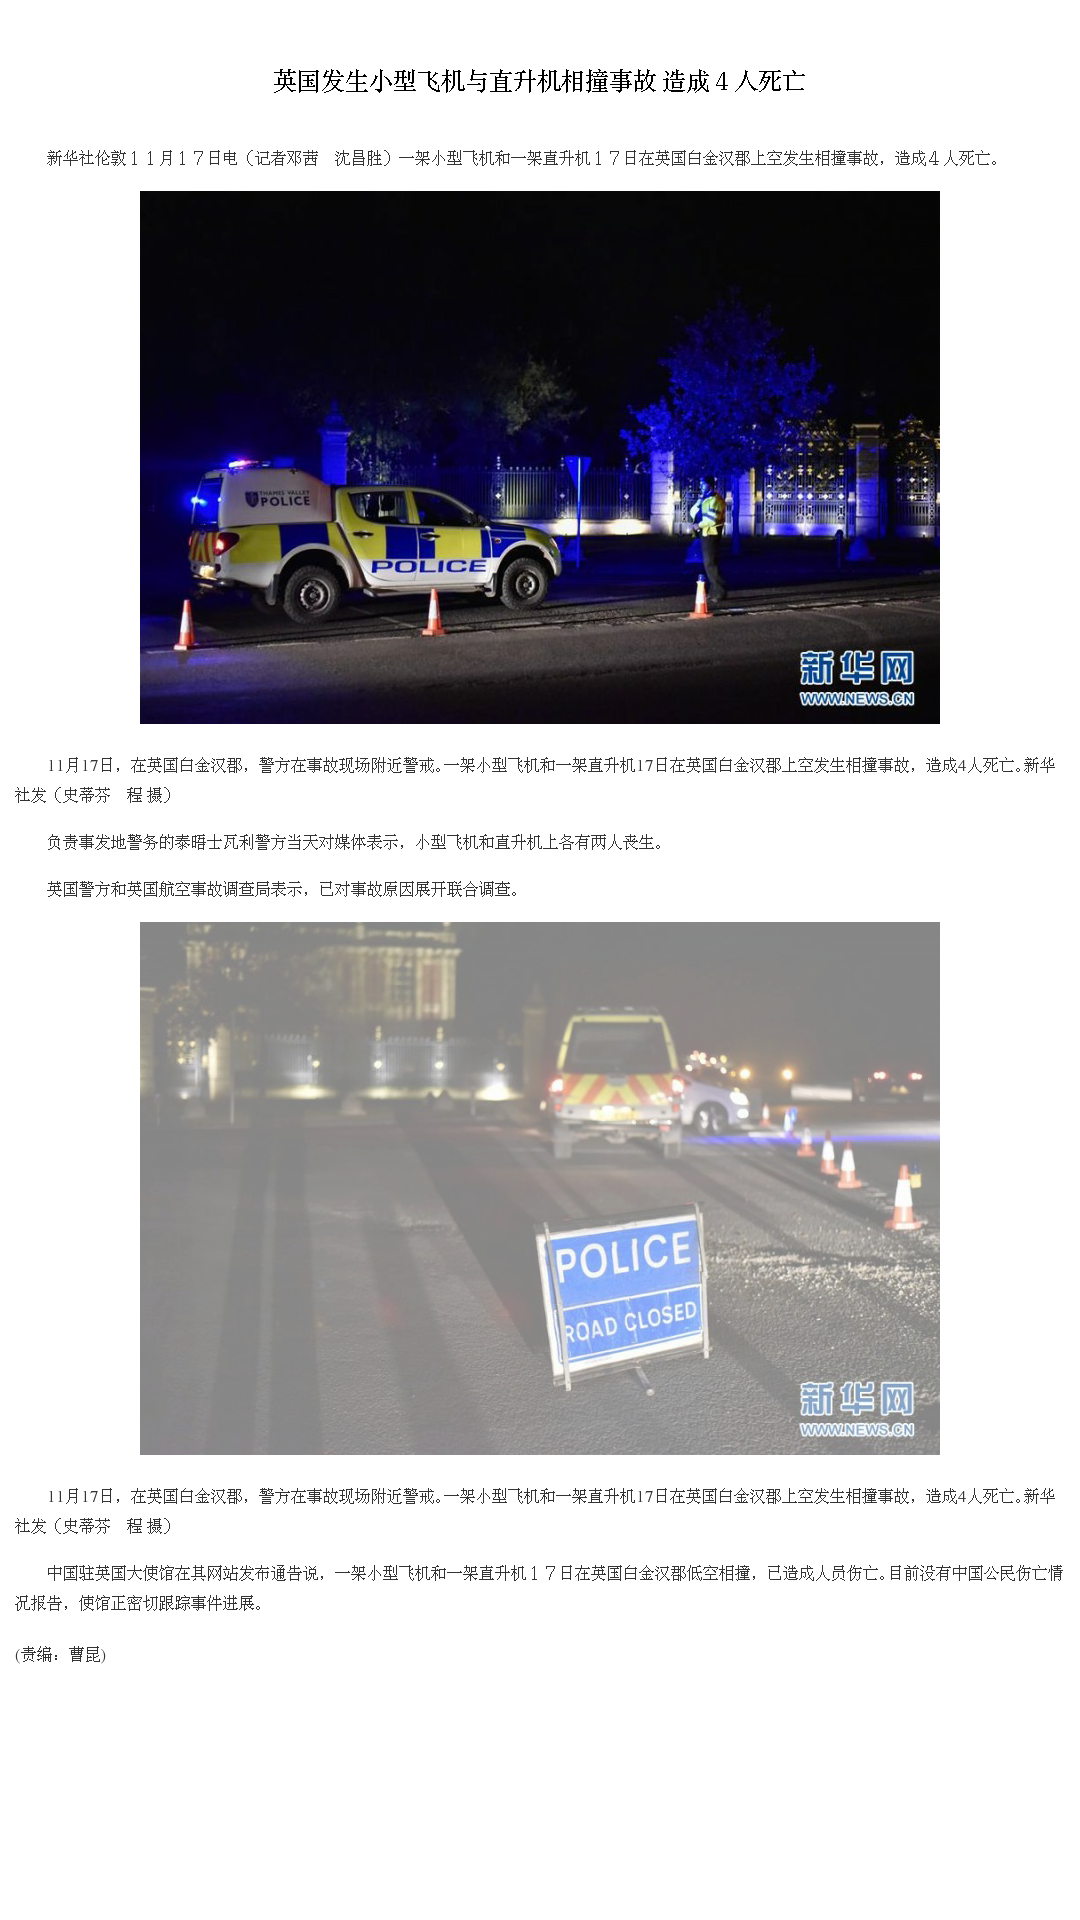 英国发生小型飞机与直升机相撞事故 造成４人死亡
新华社伦敦１１月１７日电（记者邓茜　沈昌胜）一架小型飞机和一架直升机１７日在英国白金汉郡上空发生相撞事故，造成４人死亡。
THAMES VALLEY
POLICE
POLICE
新华网
WWW.NEWS.CN
11月17日，在英国白金汉郡，警方在事故现场附近警戒。一架小型飞机和一架直升机17日在英国白金汉郡上空发生相撞事故，造成4人死亡。新华
社发（史蒂芬　程 摄）
负责事发地警务的泰晤士瓦利警方当天对媒体表示，小型飞机和直升机上各有两人丧生。
英国警方和英国航空事故调查局表示，已对事故原因展开联合调查。
POLICE
ROAD CLOSED
新华网
WWW.NEWS.CN
11月17日，在英国白金汉郡，警方在事故现场附近警戒。一架小型飞机和一架直升机17日在英国白金汉郡上空发生相撞事故，造成4人死亡。新华
社发（史蒂芬　程 摄）
中国驻英国大使馆在其网站发布通告说，一架小型飞机和一架直升机１７日在英国白金汉郡低空相撞，已造成人员伤亡。目前没有中国公民伤亡情
况报告，使馆正密切跟踪事件进展。
(责编：曹昆)